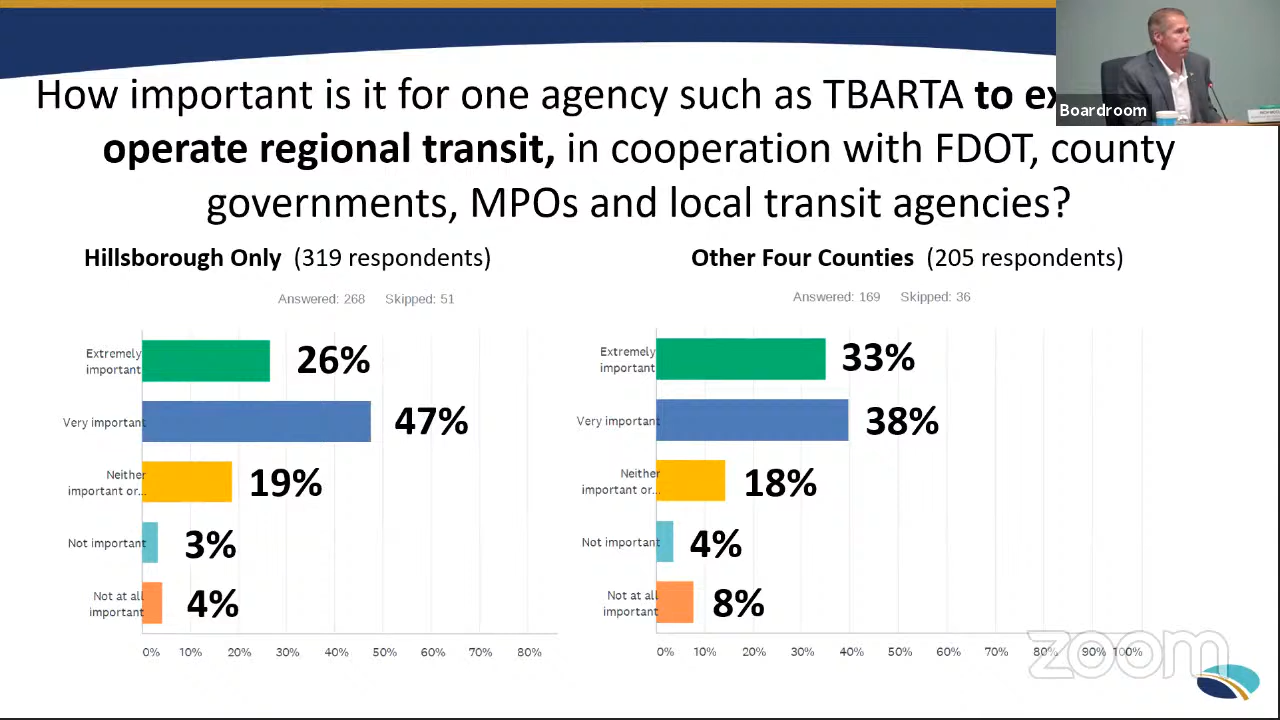 How important is it for one agency such as TBARTA to
operate regional transit, in cooperation with FDOT, county
governments, MPOs and local transit agencies?
Boardroom
Hillsborough Only (319 respondents)
Answered: 268 Skipped: 51
Extremely
important
26%
Very important
47%
Neither
important or...
19%
Not important
3%
Not at all
important
4%
0% 10% 20% 30% 40% 50% 60% 70% 80%
Other Four Counties (205 respondents)
Answered: 169 Skipped: 36
Extremely
important
33%
Very important
38%
Neither
important or...
18%
Not important
4%
Not at all
important
8%
0% 10% 20% 30% 40% 50% 60% 70% 80% 90% 100%
zoom